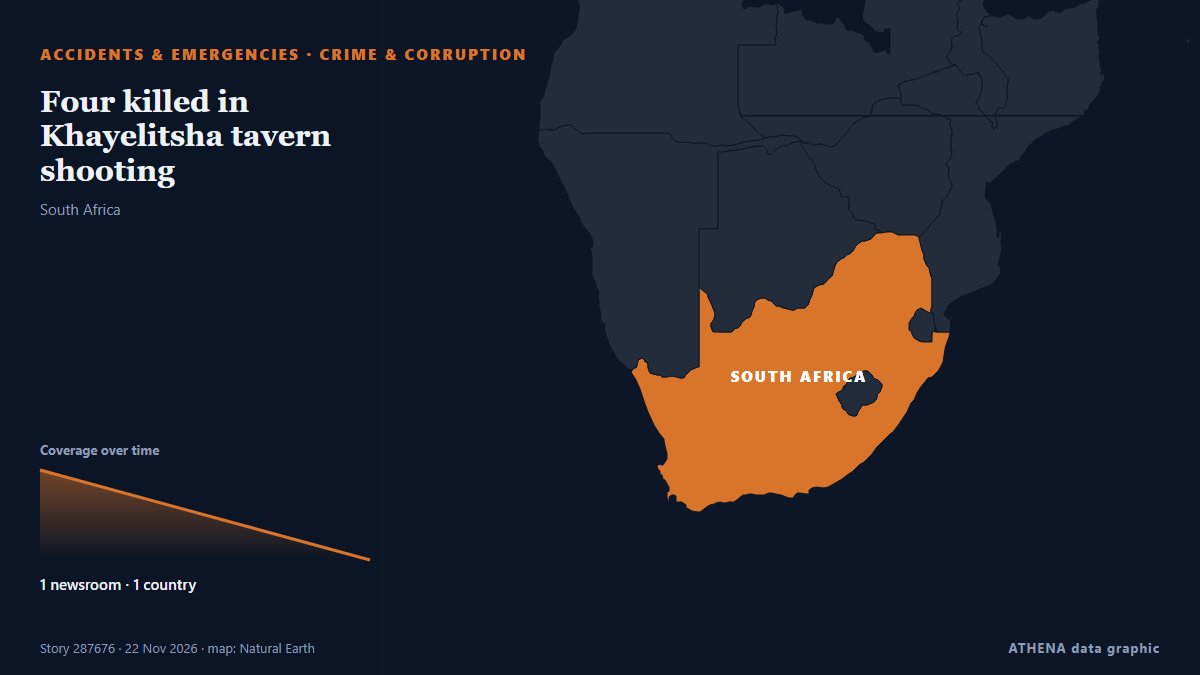 ACCIDENTS & EMERGENCIES · CRIME & CORRUPTION
Four killed in
Khayelitsha tavern
shooting
South Africa
SOUTH AFRICA
Coverage over time
1 newsroom · 1 country
Story 287676 · 22 Nov 2026 · map: Natural Earth
ATHENA data graphic